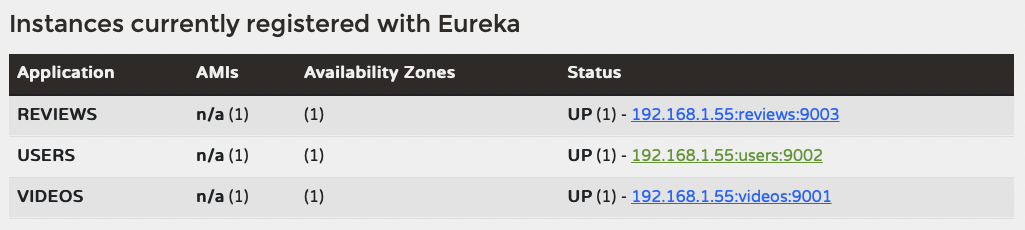 Instances currently registered with Eureka
Application AMIs Availability Zones Status
REVIEWS n/a (1) (1) UP (1) - 192.168.1.55:reviews:9003
USERS n/a (1) (1) UP (1) - 192.168.1.55:users:9002
VIDEOS n/a (1) (1) UP (1) - 192.168.1.55:videos:9001